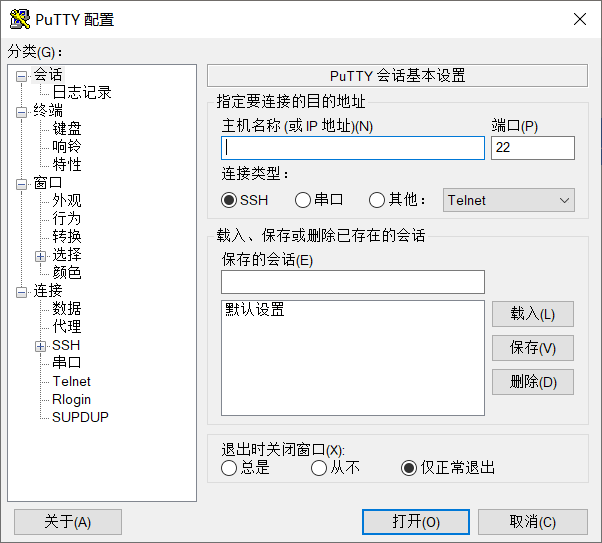 PuTTY 配置
分类(G)：
会话
日志记录
终端
键盘
响铃
特性
窗口
外观
行为
转换
选择
颜色
连接
数据
代理
SSH
串口
Telnet
Rlogin
SUPDUP
PuTTY 会话基本设置
指定要连接的目的地址
主机名称 (或 IP 地址)(N) 端口(P)
22
连接类型：
SSH 串口 其他： Telnet
载入、保存或删除已存在的会话
保存的会话(E)
默认设置
载入(L)
保存(V)
删除(D)
退出时关闭窗口(X):
总是 从不 仅正常退出
关于(A) 打开(O) 取消(C)